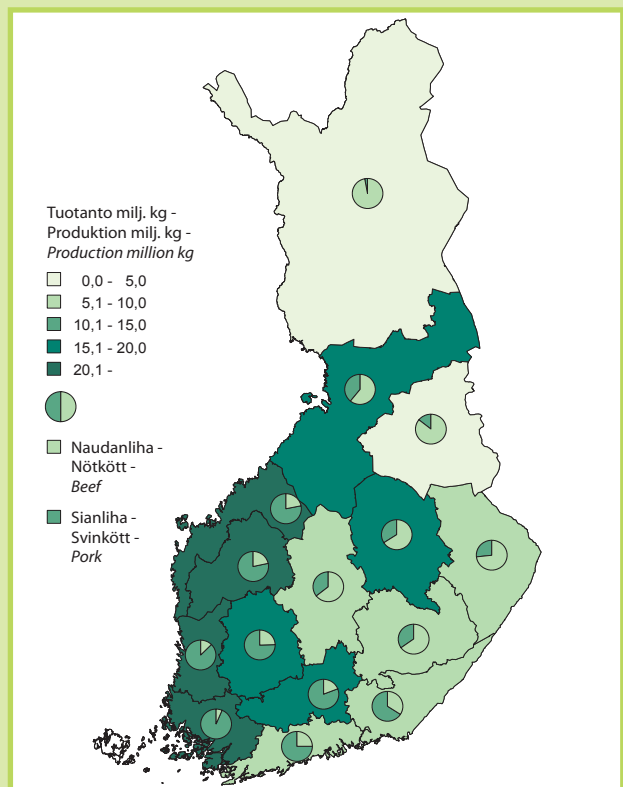 Tuotanto milj. kg -
Produktion milj. kg -
Production million kg
0,0 - 5,0
5,1 - 10,0
10,1 - 15,0
15,1 - 20,0
20,1 -
Naudanliha -
Nötkött -
Beef
Sianliha -
Svinkött -
Pork